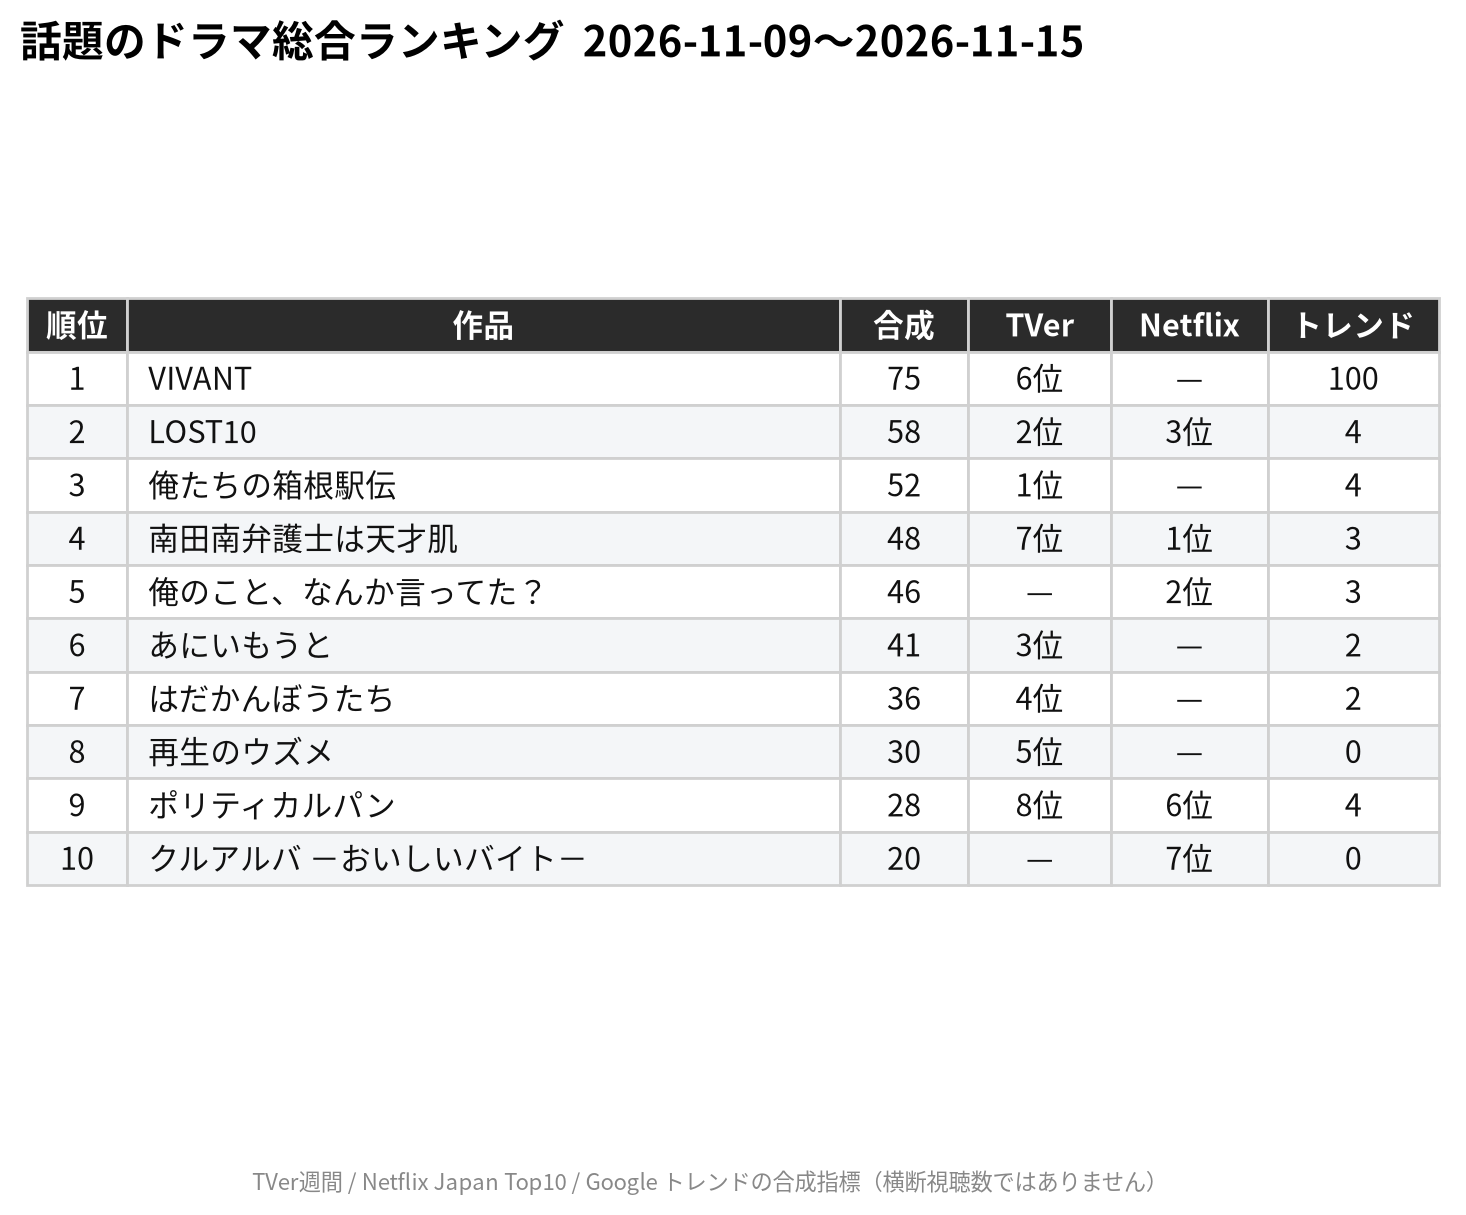 話題のドラマ総合ランキング 2026-11-09～2026-11-15
順位 作品 合成 TVer Netflix トレンド
1 VIVANT 75 6位 — 100
2 LOST10 58 2位 3位 4
3 俺たちの箱根駅伝 52 1位 — 4
4 南田南弁護士は天才肌 48 7位 1位 3
5 俺のこと、なんか言ってた？ 46 — 2位 3
6 あにいもうと 41 3位 — 2
7 はだかんぼうたち 36 4位 — 2
8 再生のウズメ 30 5位 — 0
9 ポリティカルパン 28 8位 6位 4
10 クルアルバ －おいしいバイト－ 20 — 7位 0
TVer週間 / Netflix Japan Top10 / Google トレンドの合成指標（横断視聴数ではありません）